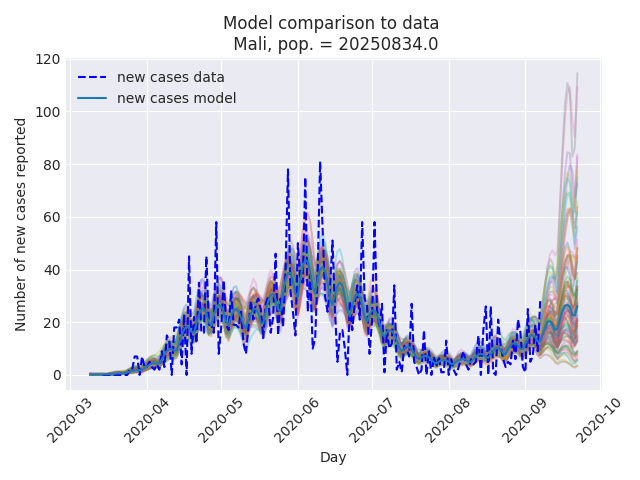 Model comparison to data
Mali, pop. = 20250834.0
120
100
80
60
40
20
0
Number of new cases reported
new cases data
new cases model
2020-03
2020-04
2020-05
2020-06
2020-07
2020-08
2020-09
2020-10
Day